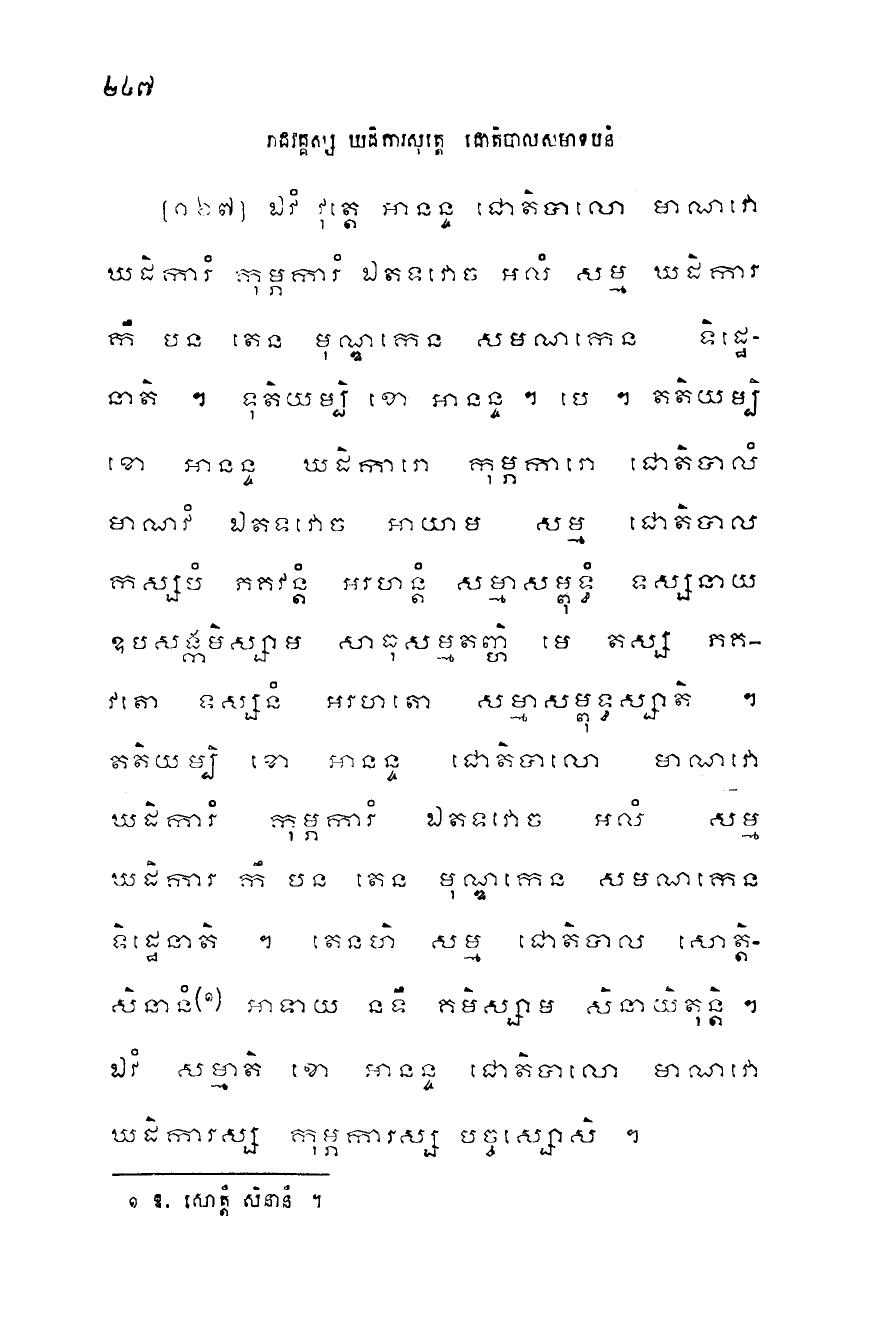 ២៤៧
រាជវគ្គស្ស ឃដិការសុត្តេ ជោតិបាលសមាទបនំ
[១៦៧] ឯវំ វុត្តេ អានន្ទ ជោតិបាលោ មាណវោ
ឃដិការំ កុម្ភការំ ឯតទវោច អលំ សម្ម ឃដិការ
កឹ បន តេន មុណ្ឌកេន សមណកេន ទិដ្ឋេ-
នាតិ ។ ទុតិយម្បិ ខោ អានន្ទ ។ បេ ។ តតិយម្បិ
ខោ អានន្ទ ឃដិការោ កុម្ភការោ ជោតិបាលំ
មាណវំ ឯតទវោច អាយាម សម្ម ជោតិបាល
កស្សបំ ភគវន្តំ អរហន្តំ សម្មាសម្ពុទ្ធំ ទស្សនាយ
ឧបសង្កមិស្សាម សាធុសម្មតញ្ហិ មេ តស្ស ភគ-
វតោ ទស្សនំ អរហតោ សម្មាសម្ពុទ្ធស្សាតិ ។
តតិយម្បិ ខោ អានន្ទ ជោតិបាលោ មាណវោ
ឃដិការំ កុម្ភការំ ឯតទវោច អលំ សម្ម
ឃដិការ កឹ បន តេន មុណ្ឌកេន សមណកេន
ទិដ្ឋេនាតិ ។ តេនហិ សម្ម ជោតិបាល សោត្តិ-
សិនានំ(១) អាទាយ នទឹ គមិស្សាម សិនាយិតុន្តិ ។
ឯវំ សម្មាតិ ខោ អានន្ទ ជោតិបាលោ មាណវោ
ឃដិការស្ស កុម្ភការស្ស បច្ចស្សោសិ ។
១ ឱ. សោត្តឹ សិនានំ ។